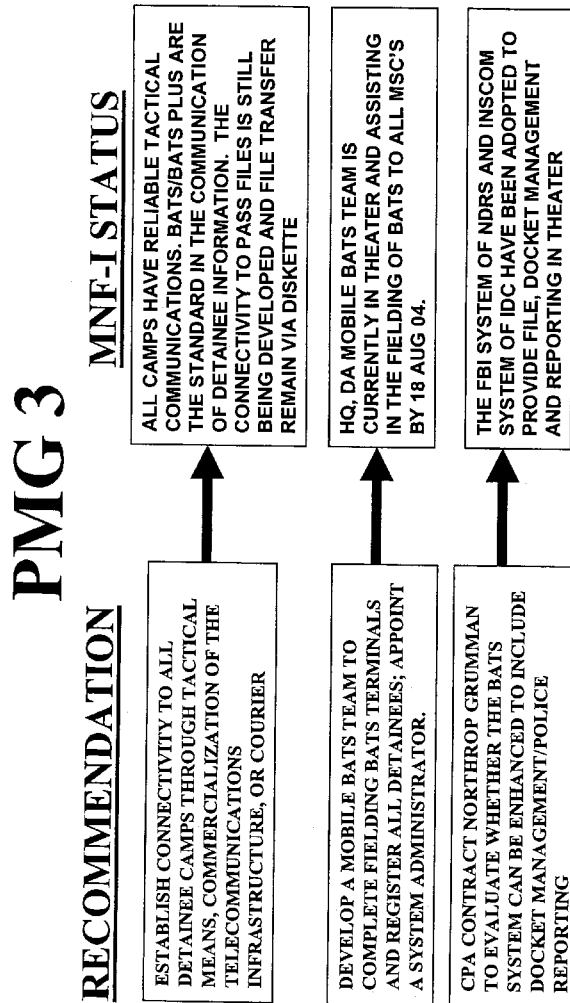 PMG 3
RECOMMENDATION
MNF-I STATUS
ESTABLISH CONNECTIVITY TO ALL
DETAINEE CAMPS THROUGH TACTICAL
MEANS, COMMERCIALIZATION OF THE
TELECOMMUNICATIONS
INFRASTRUCTURE, OR COURIER
ALL CAMPS HAVE RELIABLE TACTICAL
COMMUNICATIONS. BATS/BATS PLUS ARE
THE STANDARD IN THE COMMUNICATION
OF DETAINEE INFORMATION. THE
CONNECTIVITY TO PASS FILES IS STILL
BEING DEVELOPED AND FILE TRANSFER
REMAIN VIA DISKETTE
DEVELOP A MOBILE BATS TEAM TO
COMPLETE FIELDING BATS TERMINALS
AND REGISTER ALL DETAINEES; APPOINT
A SYSTEM ADMINISTRATOR.
HQ, DA MOBILE BATS TEAM IS
CURRENTLY IN THEATER AND ASSISTING
IN THE FIELDING OF BATS TO ALL MSC'S
BY 18 AUG 04.
CPA CONTRACT NORTHROP GRUMMAN
TO EVALUATE WHETHER THE BATS
SYSTEM CAN BE ENHANCED TO INCLUDE
DOCKET MANAGEMENT/POLICE
REPORTING
THE FBI SYSTEM OF NDRS AND INSCOM
SYSTEM OF IDC HAVE BEEN ADOPTED TO
PROVIDE FILE, DOCKET MANAGEMENT
AND REPORTING IN THEATER